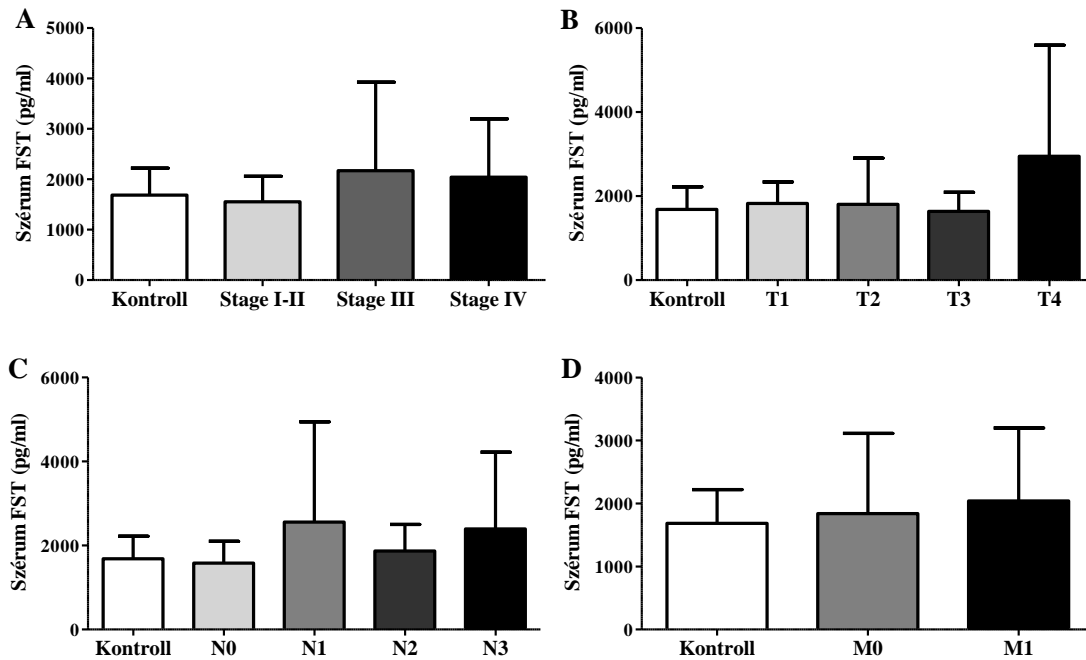 A
Szérum FST (pg/ml)
5000
4000
3000
2000
1000
0
Kontroll Stage I-II Stage III Stage IV
B
Szérum FST (pg/ml)
6000
4000
2000
0
Kontroll T1 T2 T3 T4
C
Szérum FST (pg/ml)
6000
4000
2000
0
Kontroll N0 N1 N2 N3
D
Szérum FST (pg/ml)
4000
3000
2000
1000
0
Kontroll M0 M1